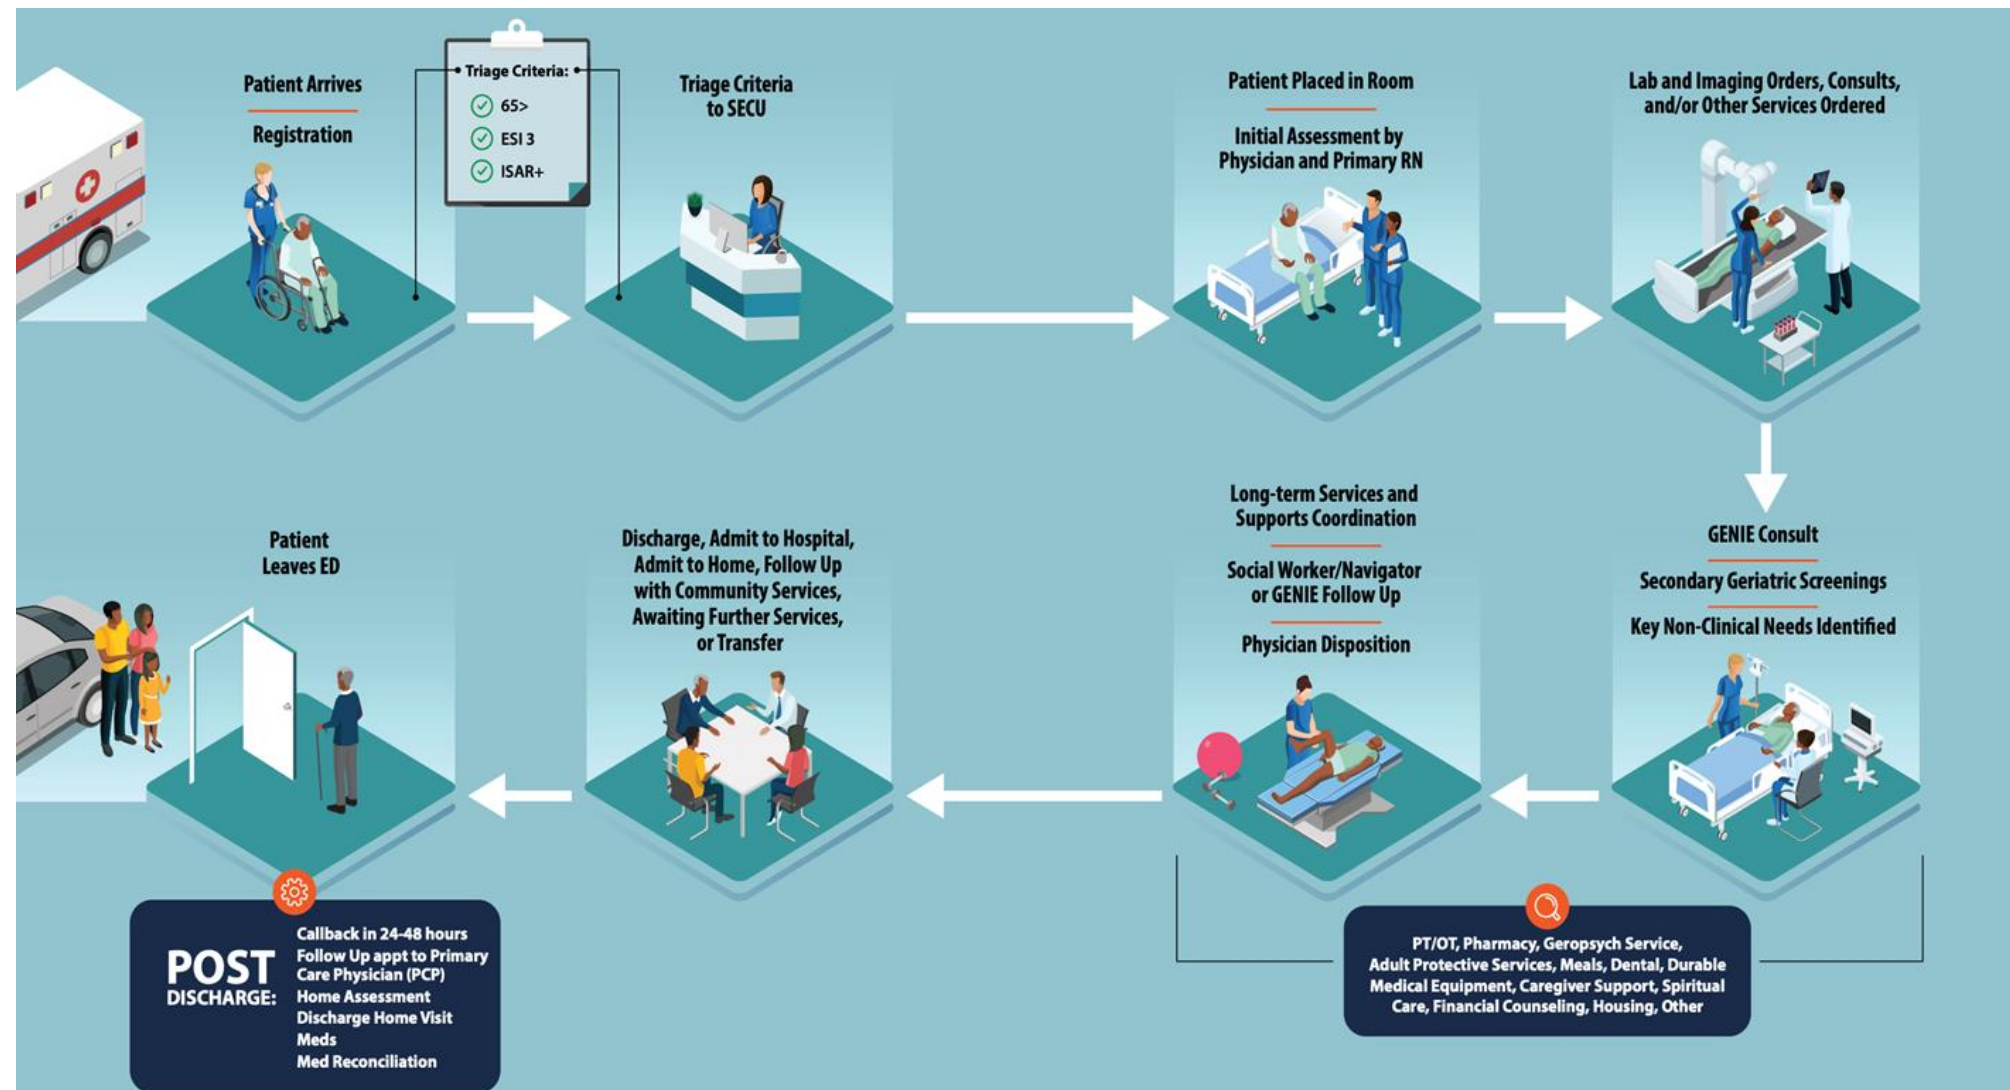 Patient Arrives
Registration
Triage Criteria:
65>
ESI 3
ISAR+
Triage Criteria
to SECU
Patient Placed in Room
Initial Assessment by
Physician and Primary RN
Lab and Imaging Orders, Consults,
and/or Other Services Ordered
GENIE Consult
Secondary Geriatric Screenings
Key Non-Clinical Needs Identified
Long-term Services and
Supports Coordination
Social Worker/Navigator
or GENIE Follow Up
Physician Disposition
PT/OT, Pharmacy, Geropsych Service,
Adult Protective Services, Meals, Dental, Durable
Medical Equipment, Caregiver Support, Spiritual
Care, Financial Counseling, Housing, Other
Discharge, Admit to Hospital,
Admit to Home, Follow Up
with Community Services,
Awaiting Further Services,
or Transfer
Patient
Leaves ED
POST
DISCHARGE:
Callback in 24-48 hours
Follow Up appt to Primary
Care Physician (PCP)
Home Assessment
Discharge Home Visit
Meds
Med Reconciliation